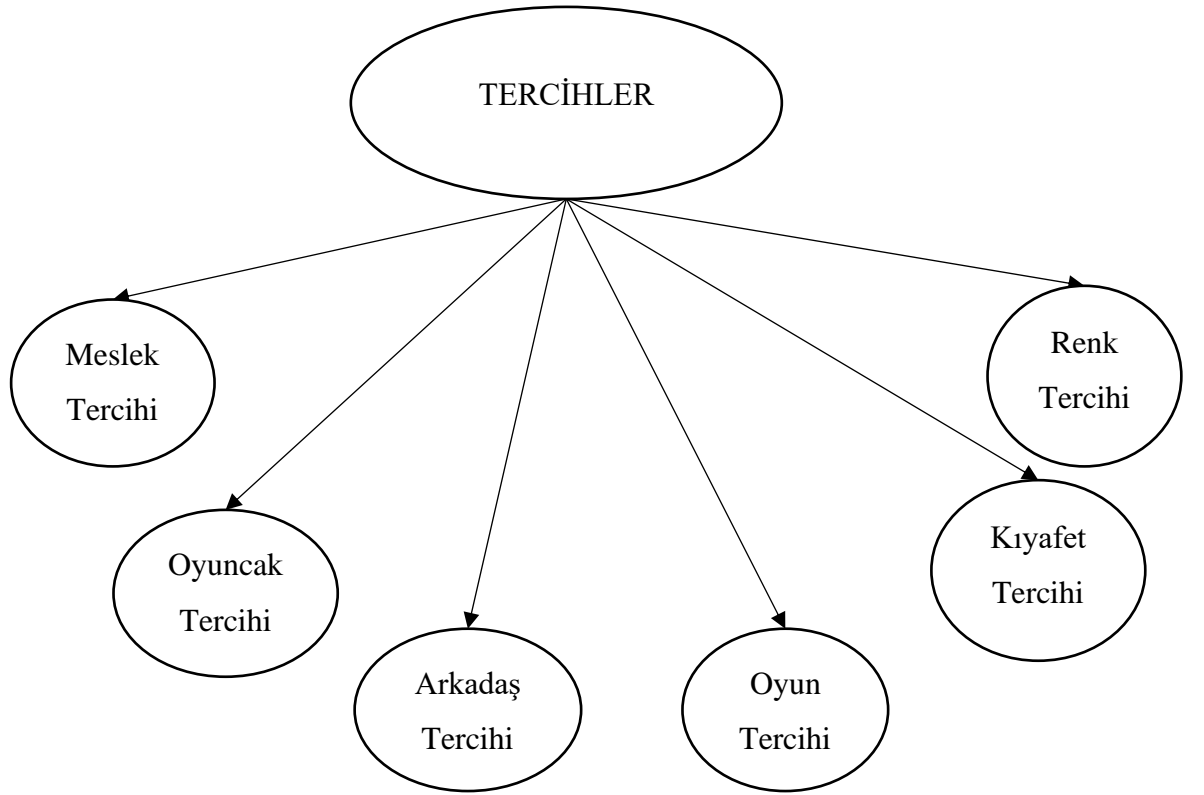 TERCİHLER
Meslek
Tercihi
Oyuncak
Tercihi
Arkadaş
Tercihi
Oyun
Tercihi
Kıyafet
Tercihi
Renk
Tercihi